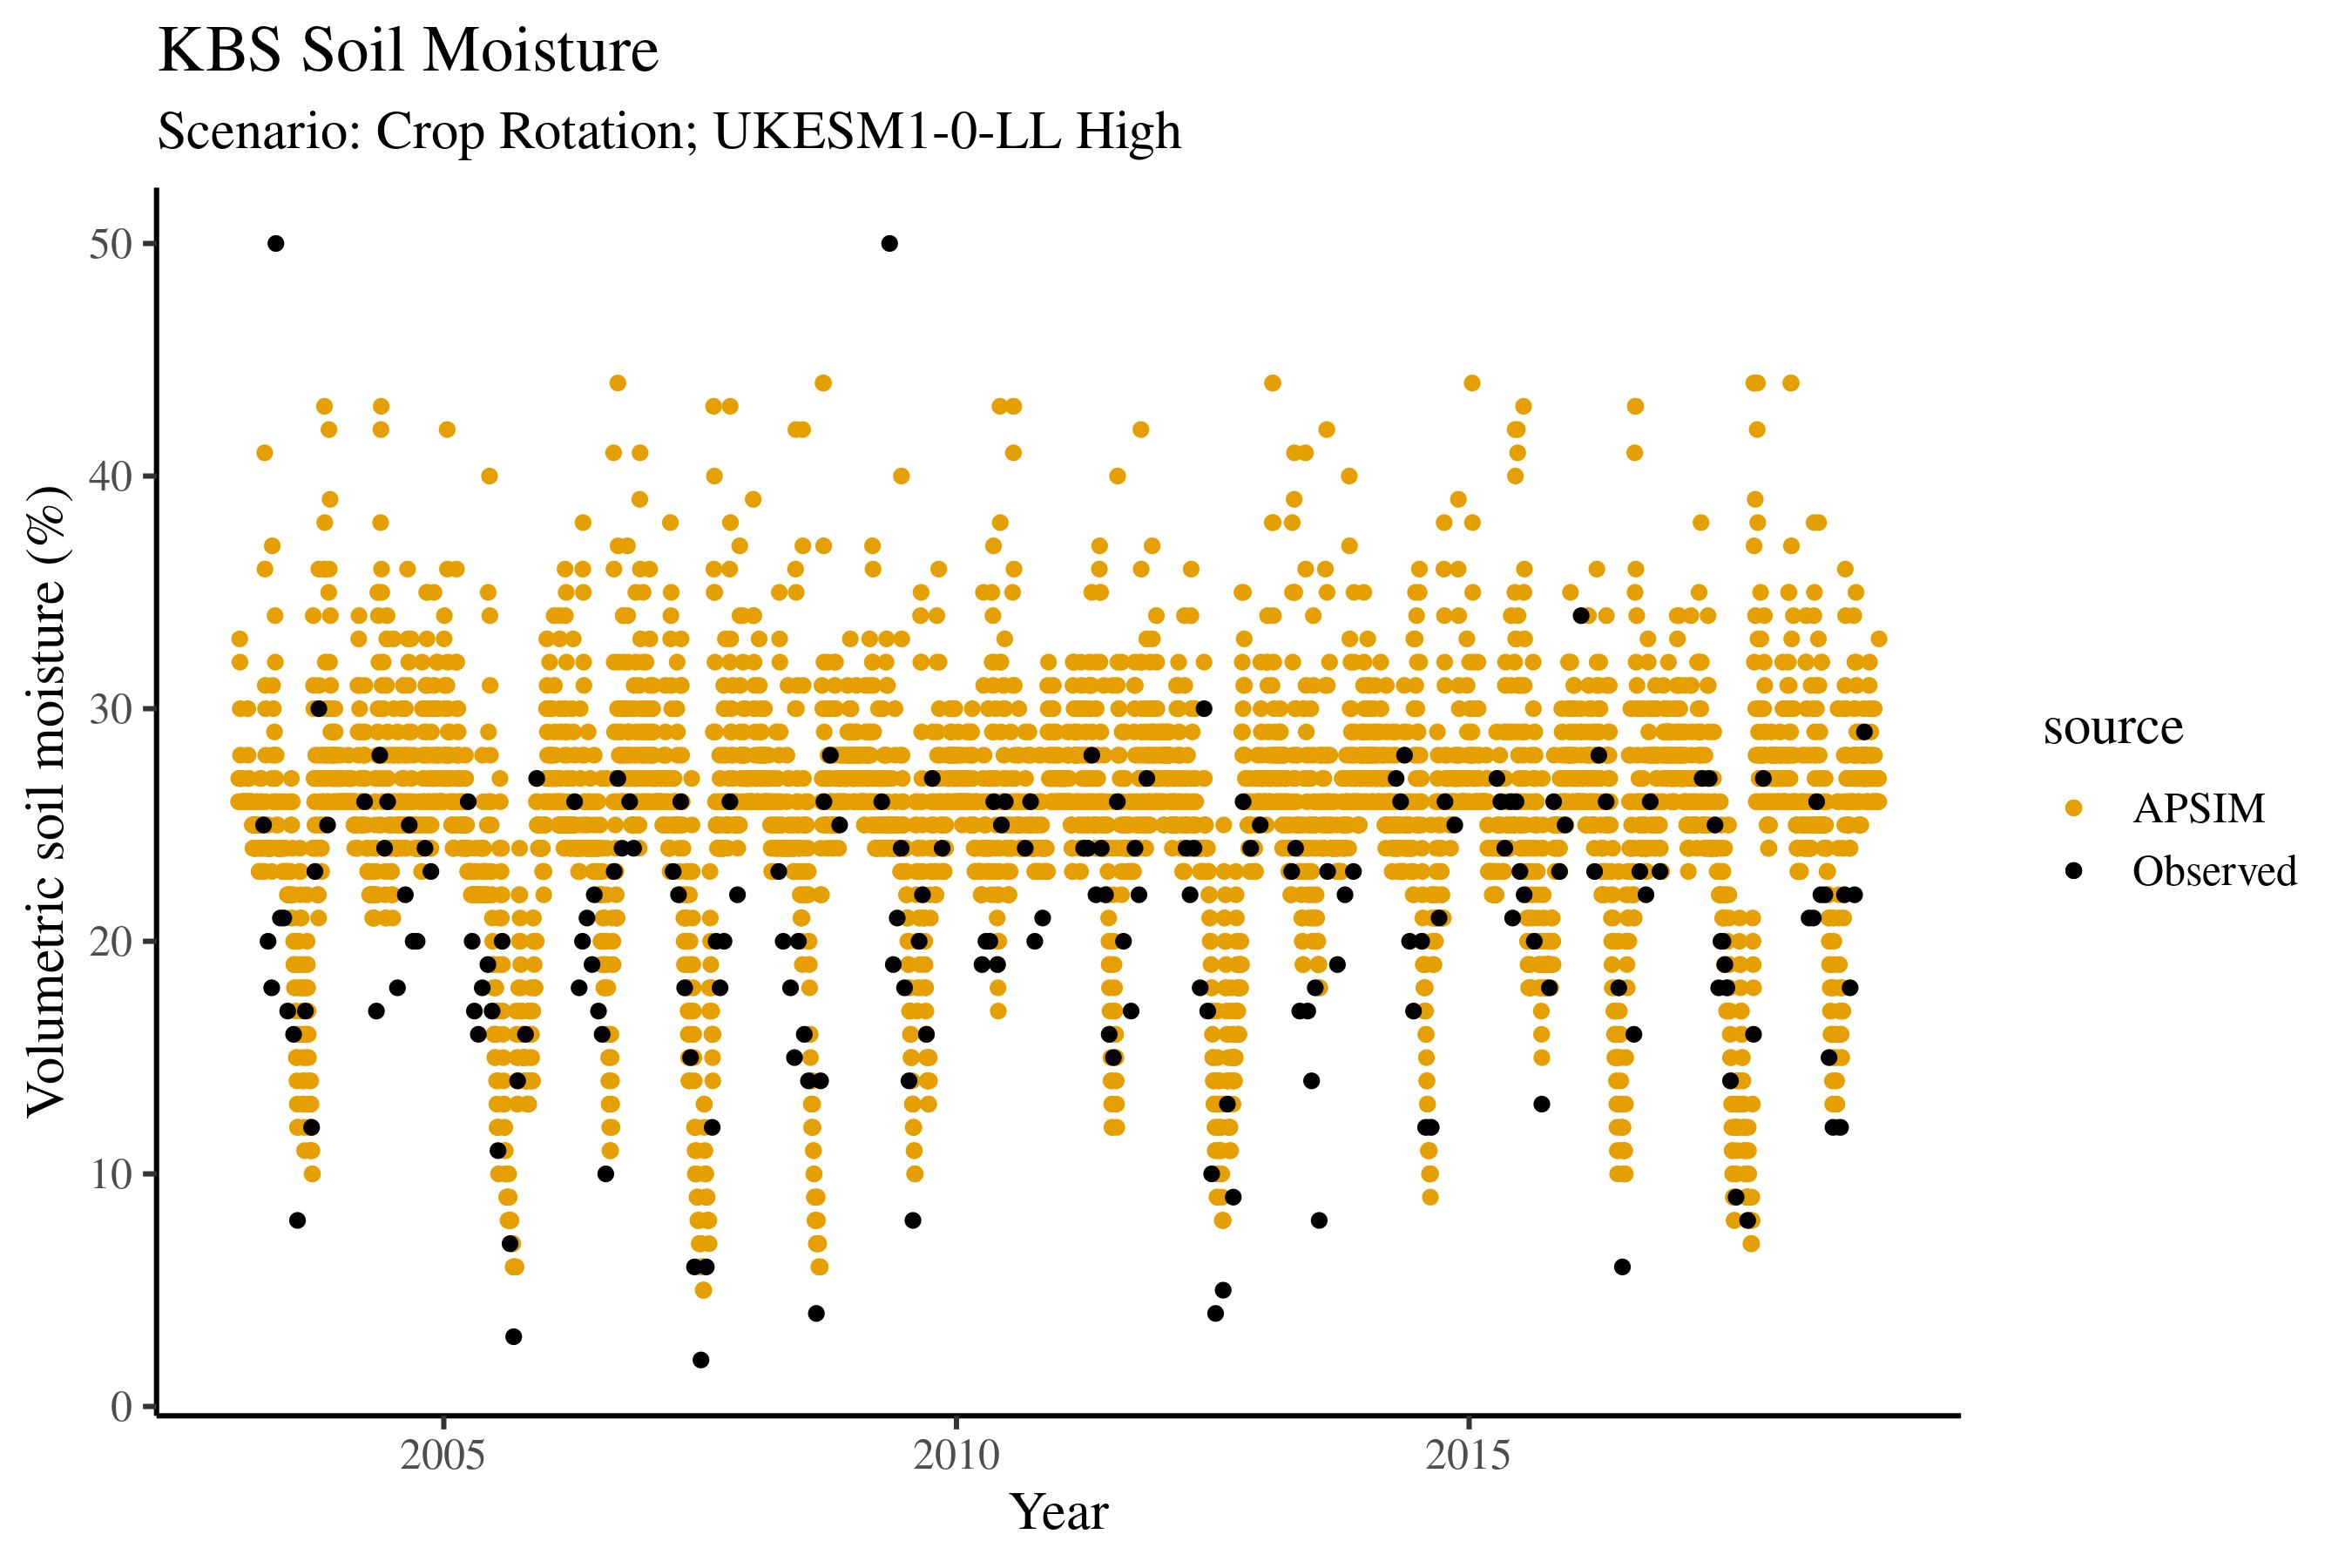 KBS Soil Moisture
Scenario: Crop Rotation; UKESM1-0-LL High
Volumetric soil moisture (%)
50
40
30
20
10
0
2005
2010
2015
Year
source
APSIM
Observed